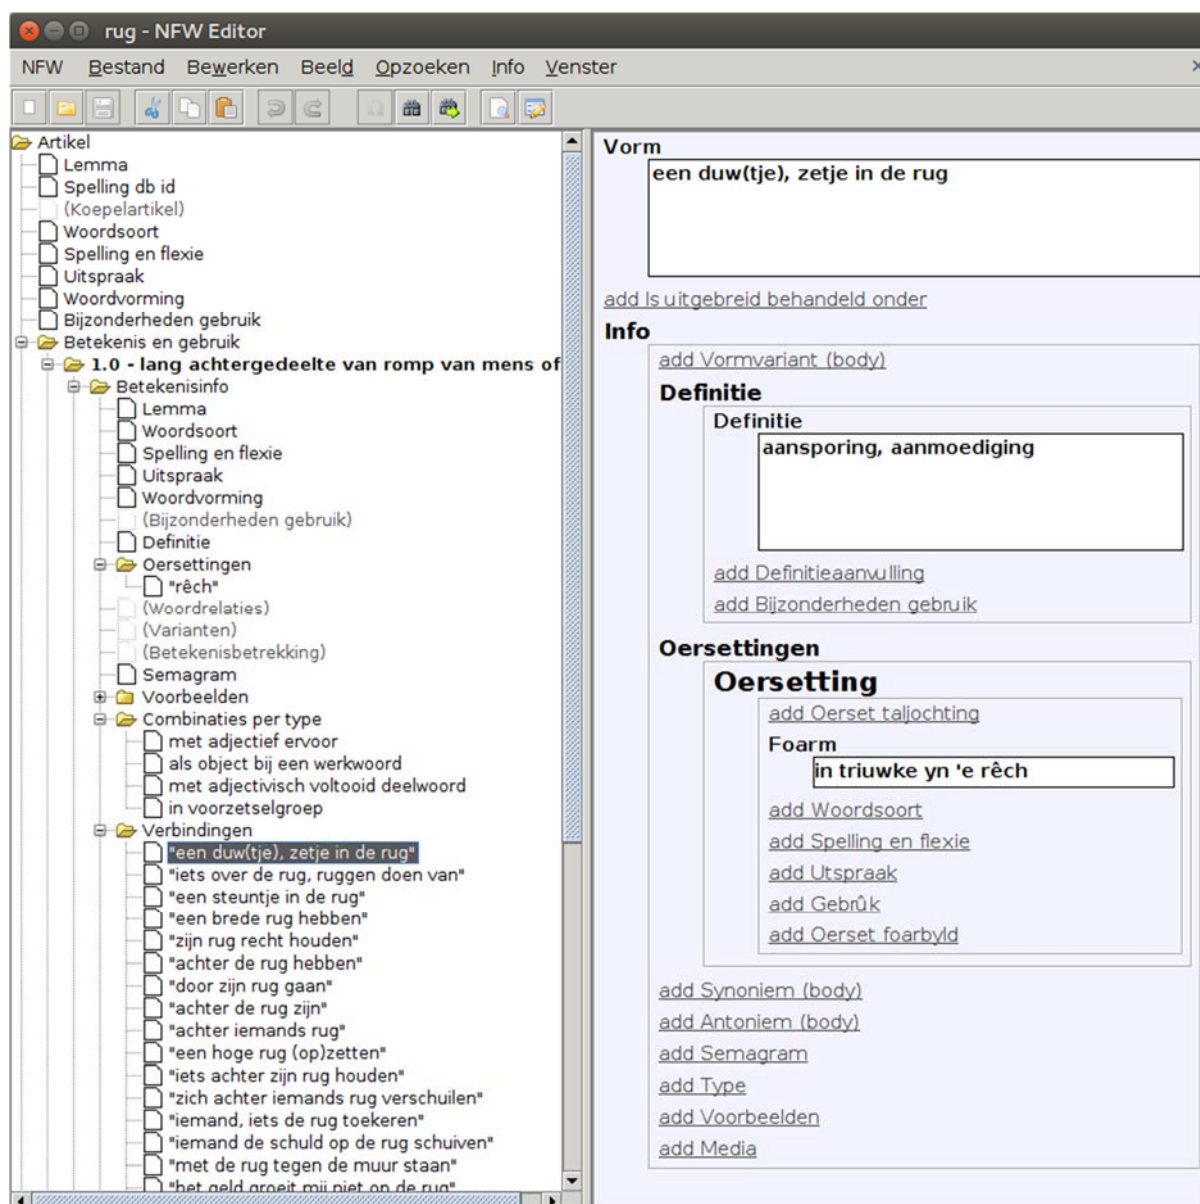 rug - NFW Editor
NFW Bestand Bewerken Beeld Opzoeken Info Venster
Artikel
Lemma
Spelling db id
(Koepelartikel)
Woordsoort
Spelling en flexie
Uitspraak
Woordvorming
Bijzonderheden gebruik
Betekenis en gebruik
1.0 - lang achtergedeelte van romp van mens of
Betekenisinfo
Lemma
Woordsoort
Spelling en flexie
Uitspraak
Woordvorming
(Bijzonderheden gebruik)
Definitie
Oersettingen
"rêch"
(Woordrelaties)
(Varianten)
(Betekenisbetrekking)
Semagram
Voorbeelden
Combinaties per type
met adjectief ervoor
als object bij een werkwoord
met adjectivisch voltooid deelwoord
in voorzetselgroep
Verbindingen
"een duw(tje), zetje in de rug"
"iets over de rug, ruggen doen van"
"een steuntje in de rug"
"een brede rug hebben"
"zijn rug recht houden"
"achter de rug hebben"
"door zijn rug gaan"
"achter de rug zijn"
"achter iemands rug"
"een hoge rug (op)zetten"
"iets achter zijn rug houden"
"zich achter iemands rug verschuilen"
"iemand, iets de rug toekeren"
"iemand de schuld op de rug schuiven"
"met de rug tegen de muur staan"
"het geld groeit mij niet op de rug"
Vorm
een duw(tje), zetje in de rug
add Is uitgebreid behandeld onder
Info
add Vormvariant (body)
Definitie
Definitie
aansporing, aanmoediging
add Definitieaanvulling
add Bijzonderheden gebruik
Oersettingen
Oersetting
add Oerset taljochting
Foarm
in triuwke yn 'e rêch
add Woordsoort
add Spelling en flexie
add Utspraak
add Gebrûk
add Oerset foarbyld
add Synoniem (body)
add Antoniem (body)
add Semagram
add Type
add Voorbeelden
add Media